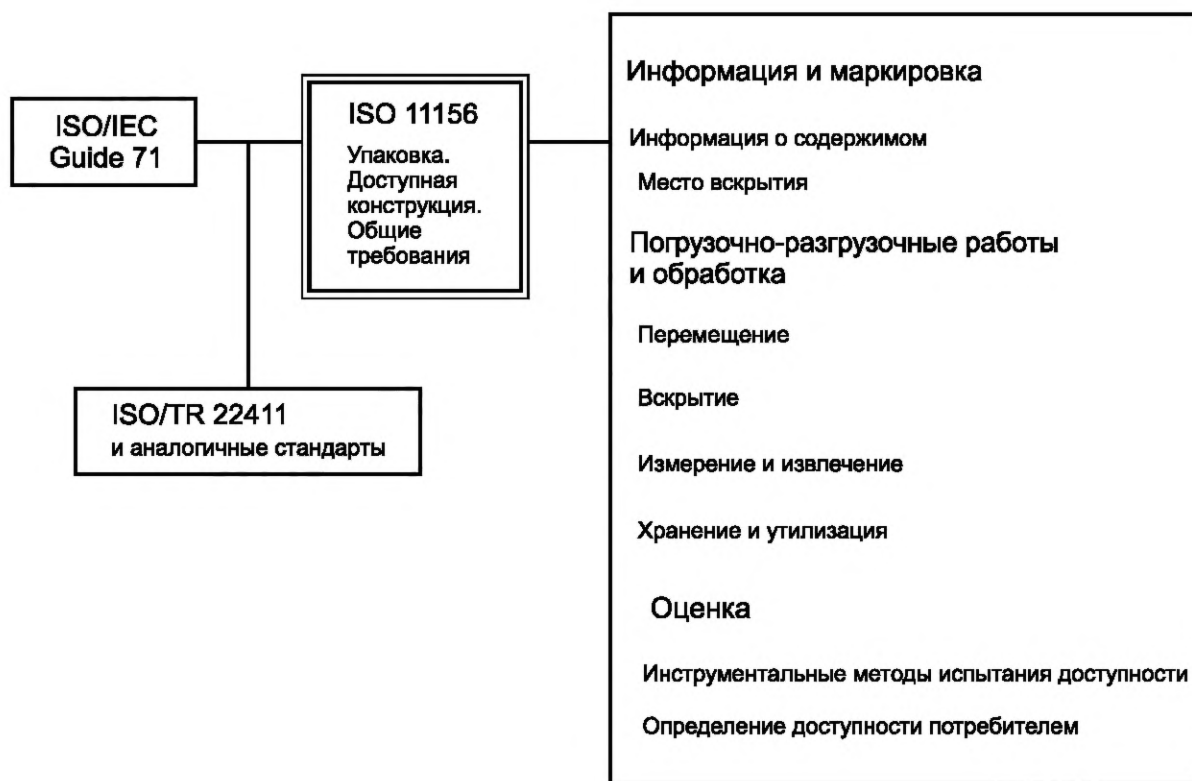 ISO/IEC
Guide 71
ISO 11156
Упаковка.
Доступная
конструкция.
Общие
требования
ISO/TR 22411
и аналогичные стандарты
Информация и маркировка
Информация о содержимом
Место вскрытия
Погрузочно-разгрузочные работы
и обработка
Перемещение
Вскрытие
Измерение и извлечение
Хранение и утилизация
Оценка
Инструментальные методы испытания доступности
Определение доступности потребителем